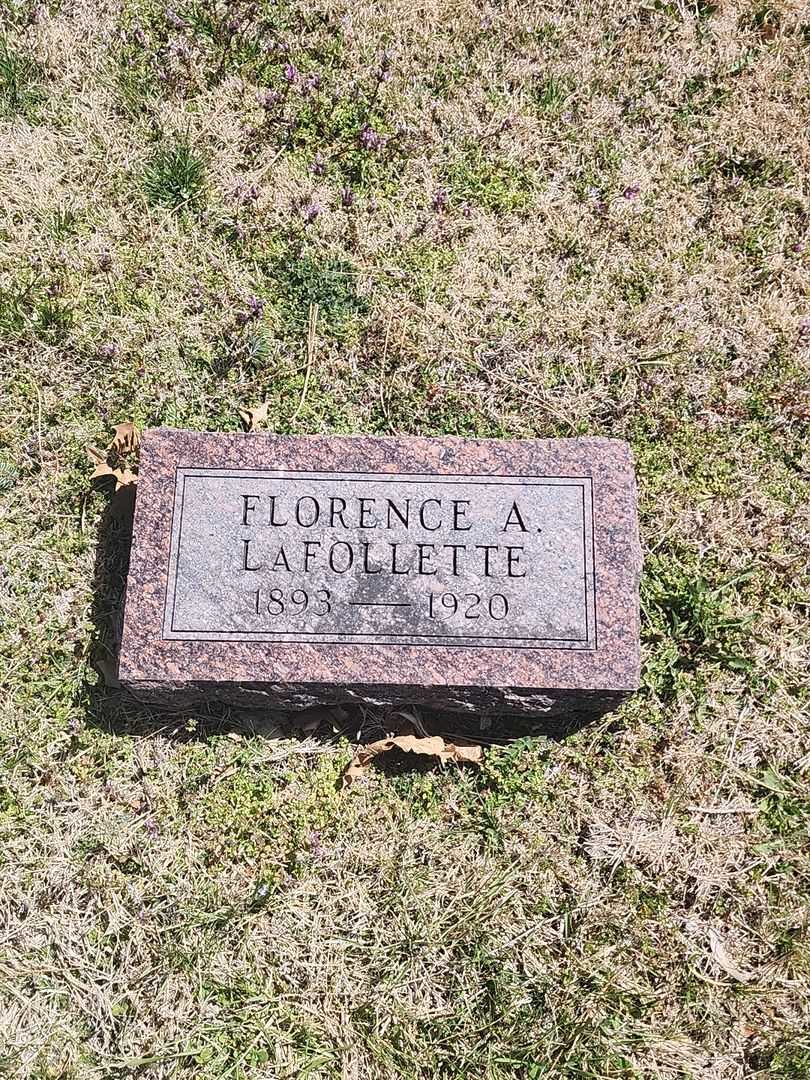 FLORENCE A.
LAFOLLETTE
1893 — 1920